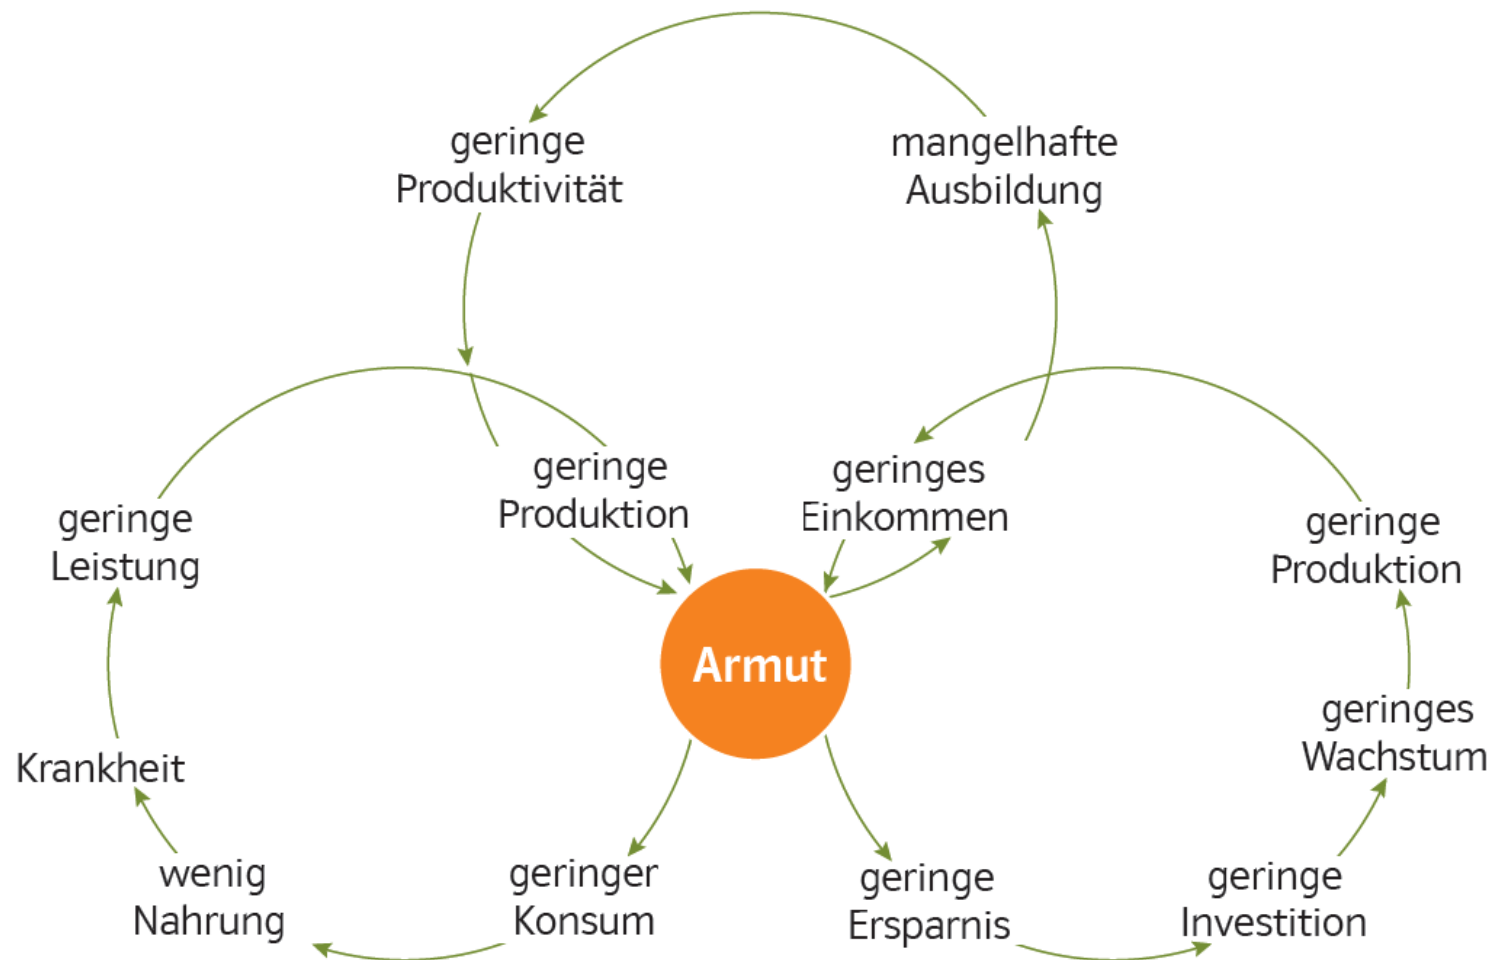 geringe
Produktivität
mangelhafte
Ausbildung
geringe
Produktion
geringes
Einkommen
geringe
Leistung
geringe
Produktion
Armut
geringes
Wachstum
Krankheit
wenig
Nahrung
geringer
Konsum
geringe
Ersparnis
geringe
Investition